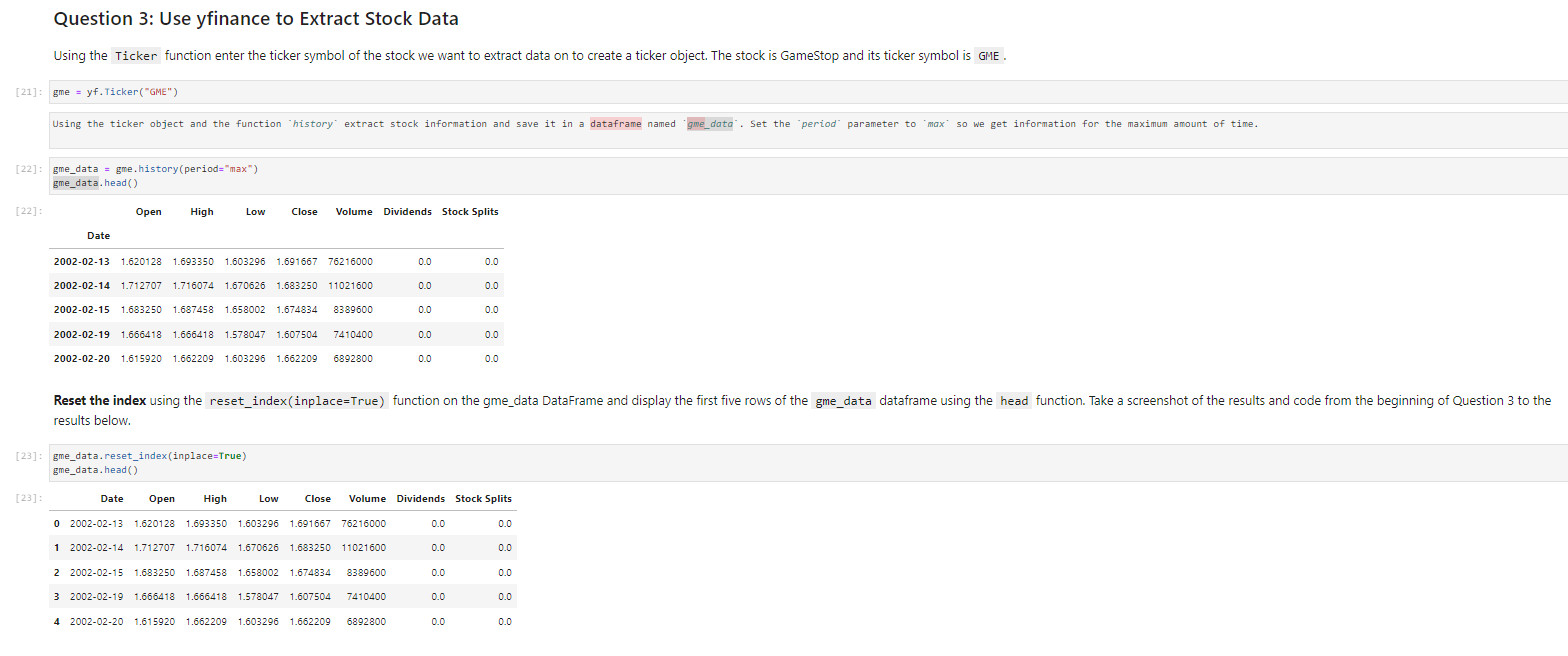 Question 3: Use yfinance to Extract Stock Data
Using the Ticker function enter the ticker symbol of the stock we want to extract data on to create a ticker object. The stock is GameStop and its ticker symbol is GME .
[21]: gme = yf.Ticker("GME")
Using the ticker object and the function `history` extract stock information and save it in a dataframe named `gme_data`. Set the `period` parameter to `max` so we get information for the maximum amount of time.
[22]: gme_data = gme.history(period="max")
gme_data.head()
[22]: Open High Low Close Volume Dividends Stock Splits
Date
2002-02-13 1.620128 1.693350 1.603296 1.691667 76216000 0.0 0.0
2002-02-14 1.712707 1.716074 1.670626 1.683250 11021600 0.0 0.0
2002-02-15 1.683250 1.687458 1.658002 1.674834 8389600 0.0 0.0
2002-02-19 1.666418 1.666418 1.578047 1.607504 7410400 0.0 0.0
2002-02-20 1.615920 1.662209 1.603296 1.662209 6892800 0.0 0.0
Reset the index using the reset_index(inplace=True) function on the gme_data DataFrame and display the first five rows of the gme_data dataframe using the head function. Take a screenshot of the results and code from the beginning of Question 3 to the
results below.
[23]: gme_data.reset_index(inplace=True)
gme_data.head()
[23]: Date Open High Low Close Volume Dividends Stock Splits
0 2002-02-13 1.620128 1.693350 1.603296 1.691667 76216000 0.0 0.0
1 2002-02-14 1.712707 1.716074 1.670626 1.683250 11021600 0.0 0.0
2 2002-02-15 1.683250 1.687458 1.658002 1.674834 8389600 0.0 0.0
3 2002-02-19 1.666418 1.666418 1.578047 1.607504 7410400 0.0 0.0
4 2002-02-20 1.615920 1.662209 1.603296 1.662209 6892800 0.0 0.0